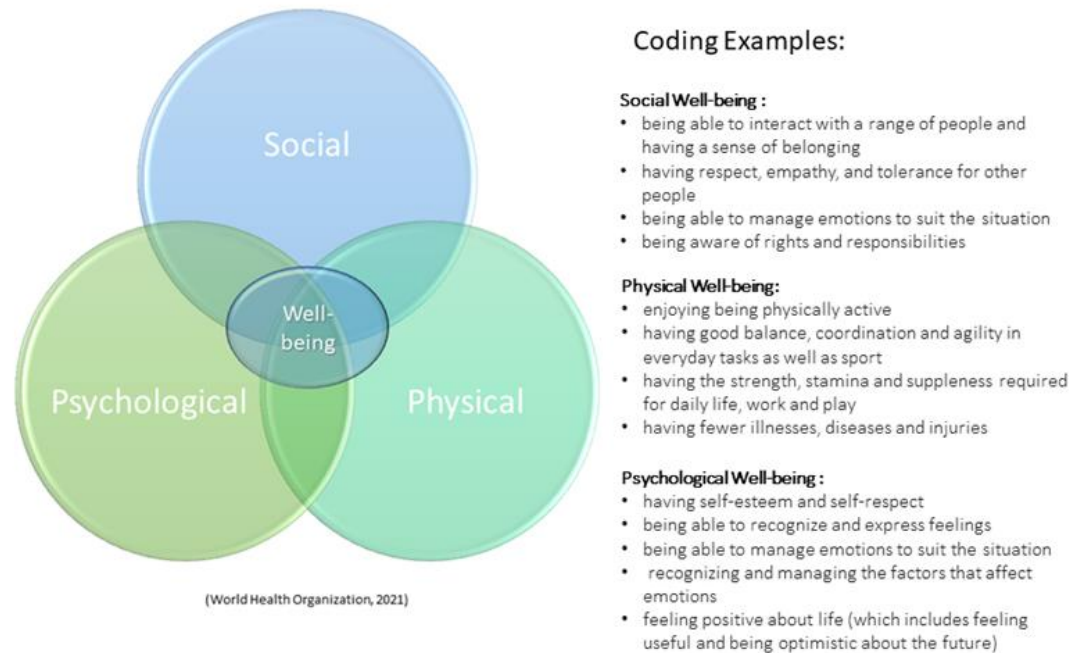 Social
Well-
being
Psychological
Physical
(World Health Organization, 2021)
Coding Examples:
Social Well-being :
• being able to interact with a range of people and
having a sense of belonging
• having respect, empathy, and tolerance for other
people
• being able to manage emotions to suit the situation
• being aware of rights and responsibilities
Physical Well-being:
• enjoying being physically active
• having good balance, coordination and agility in
everyday tasks as well as sport
• having the strength, stamina and suppleness required
for daily life, work and play
• having fewer illnesses, diseases and injuries
Psychological Well-being :
• having self-esteem and self-respect
• being able to recognize and express feelings
• being able to manage emotions to suit the situation
• recognizing and managing the factors that affect
emotions
• feeling positive about life (which includes feeling
useful and being optimistic about the future)